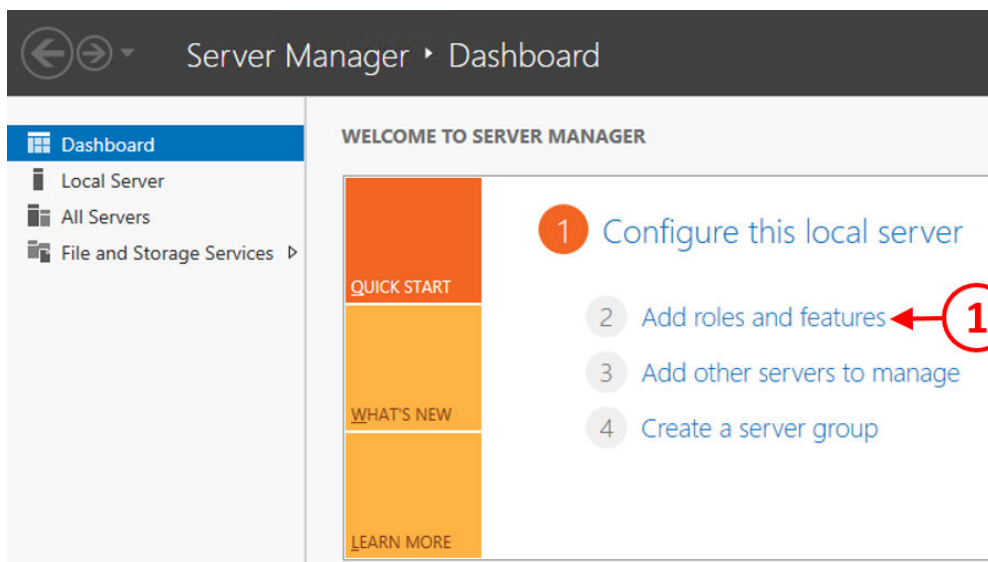 Server Manager ‣ Dashboard
Dashboard
Local Server
All Servers
File and Storage Services
WELCOME TO SERVER MANAGER
QUICK START
WHAT'S NEW
LEARN MORE
1 Configure this local server
2 Add roles and features
1
3 Add other servers to manage
4 Create a server group